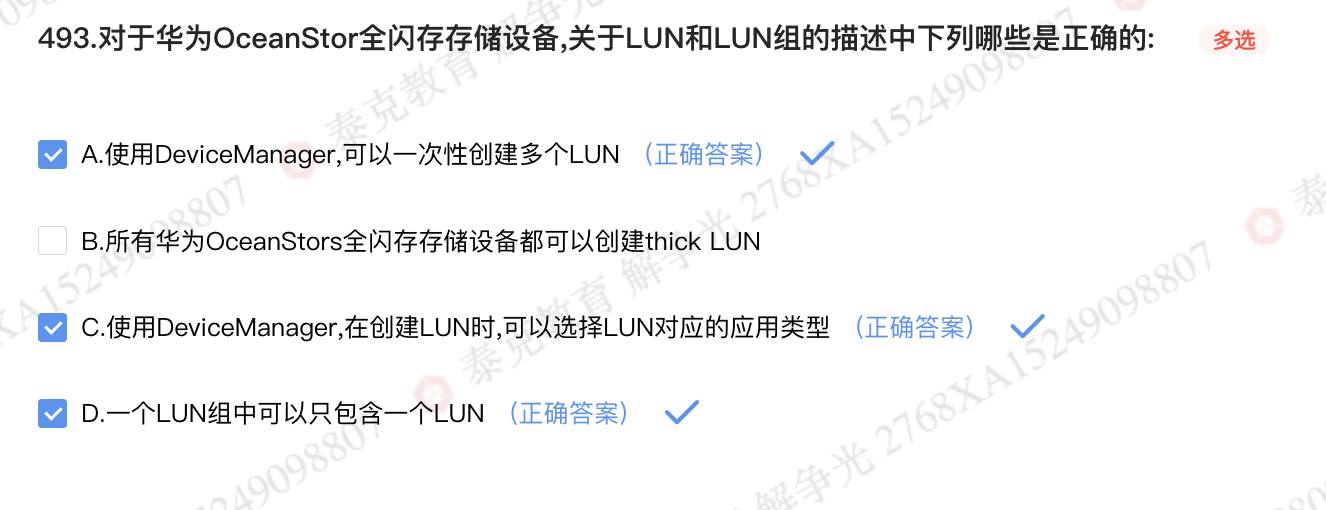 493.对于华为OceanStor全闪存存储设备,关于LUN和LUN组的描述中下列哪些是正确的: 多选
A.使用DeviceManager,可以一次性创建多个LUN （正确答案）
B.所有华为OceanStors全闪存存储设备都可以创建thick LUN
C.使用DeviceManager,在创建LUN时,可以选择LUN对应的应用类型 （正确答案）
D.一个LUN组中可以只包含一个LUN （正确答案）
泰克教育 解争光 2768XA15249098807